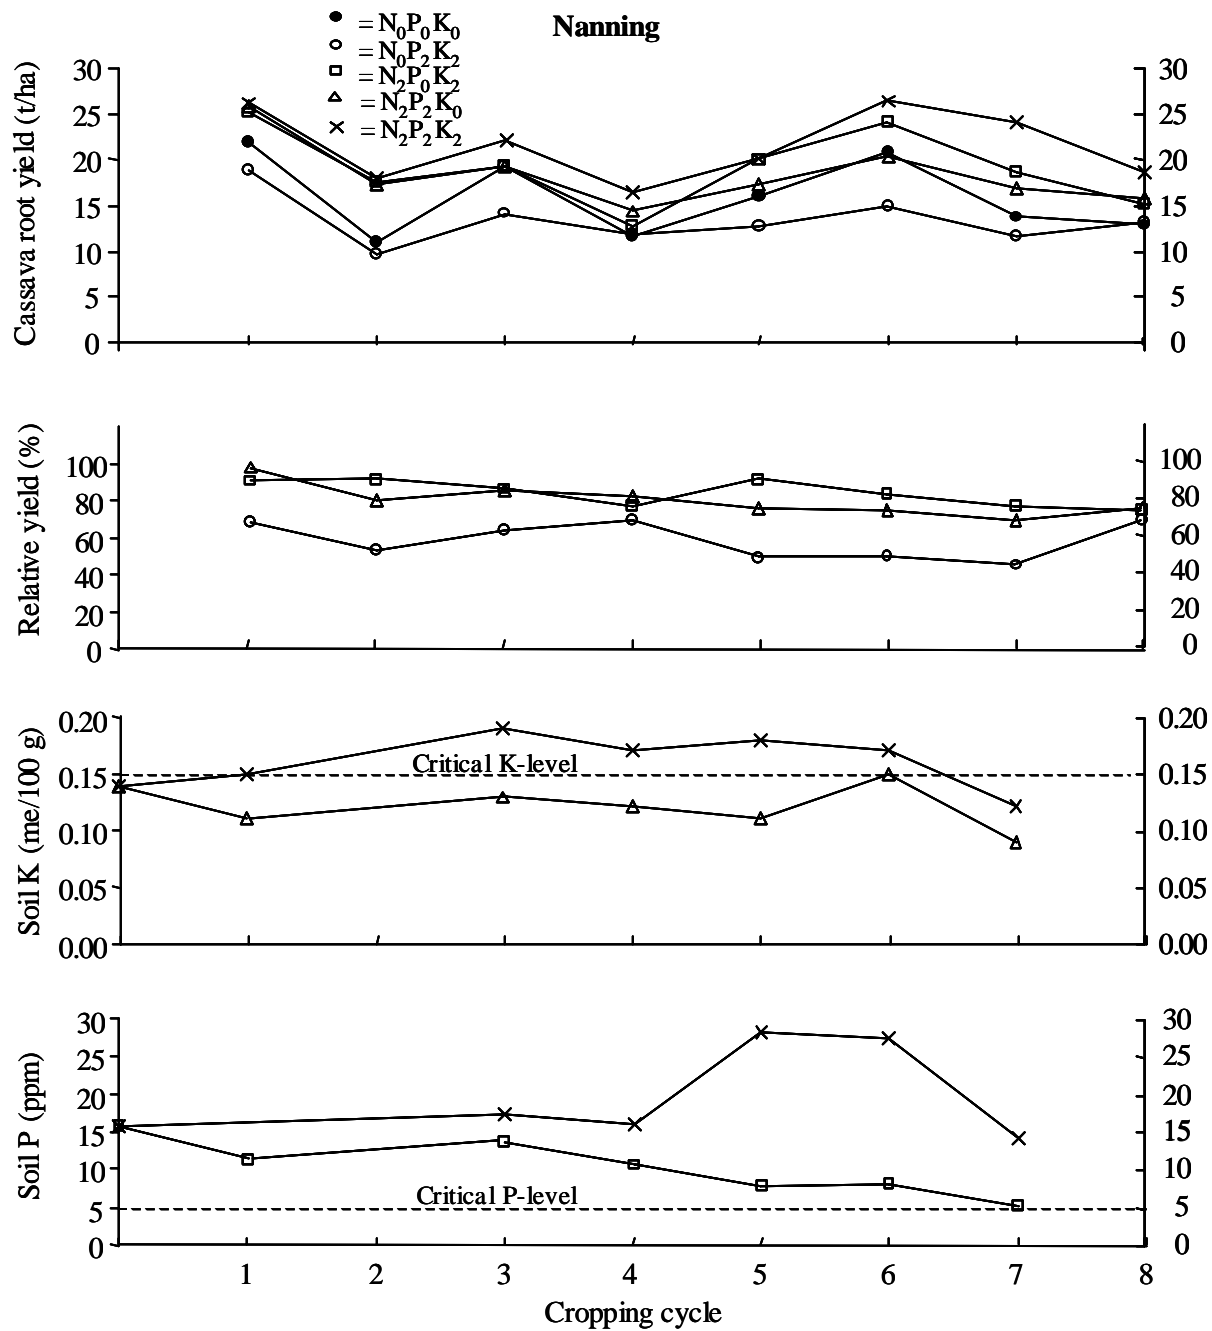 Nanning
= N₀P₀K₀
= N₀P₂K₂
= N₂P₀K₂
= N₂P₂K₀
= N₂P₂K₂
Cassava root yield (t/ha)
30 30
25 25
20 20
15 15
10 10
5 5
0 0
Relative yield (%)
100 100
80 80
60 60
40 40
20 20
0 0
Soil K (me/100 g)
0.20 0.20
Critical K-level
0.15 0.15
0.10 0.10
0.05 0.05
0.00 0.00
Soil P (ppm)
30 30
25 25
20 20
15 15
10 10
Critical P-level
5 5
0 0
1 2 3 4 5 6 7 8
Cropping cycle